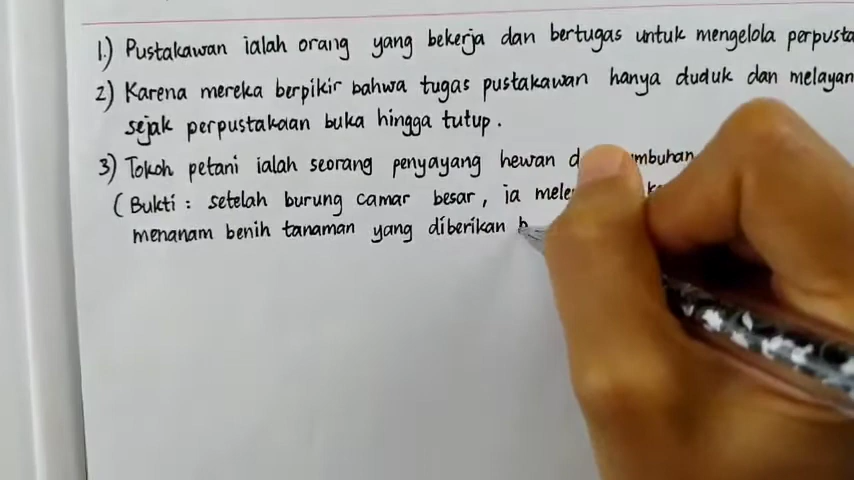 1.) Pustakawan ialah orang yang bekerja dan bertugas untuk mengelola
2) Karena mereka berpikir bahwa tugas pustakawan hanya duduk dan
sejak perpustakaan buka hingga tutup.
3) Tokoh petani ialah seorang penyayang hewan
(Bukti : setelah burung camar besar, ia
menanam benih tanaman yang diberikan